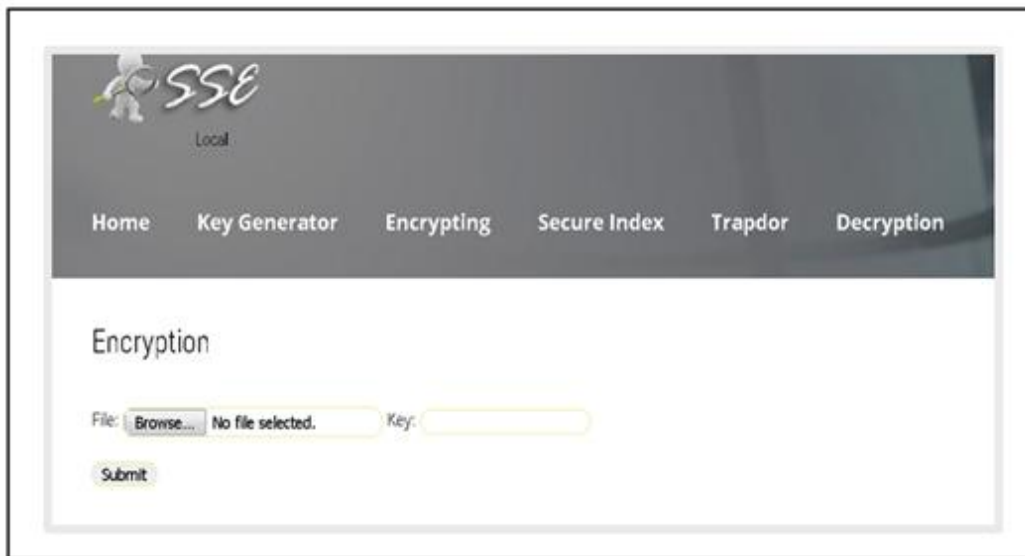 SSE
Local
Home Key Generator Encrypting Secure Index Trapdor Decryption
Encryption
File: Browse... No file selected. Key:
Submit